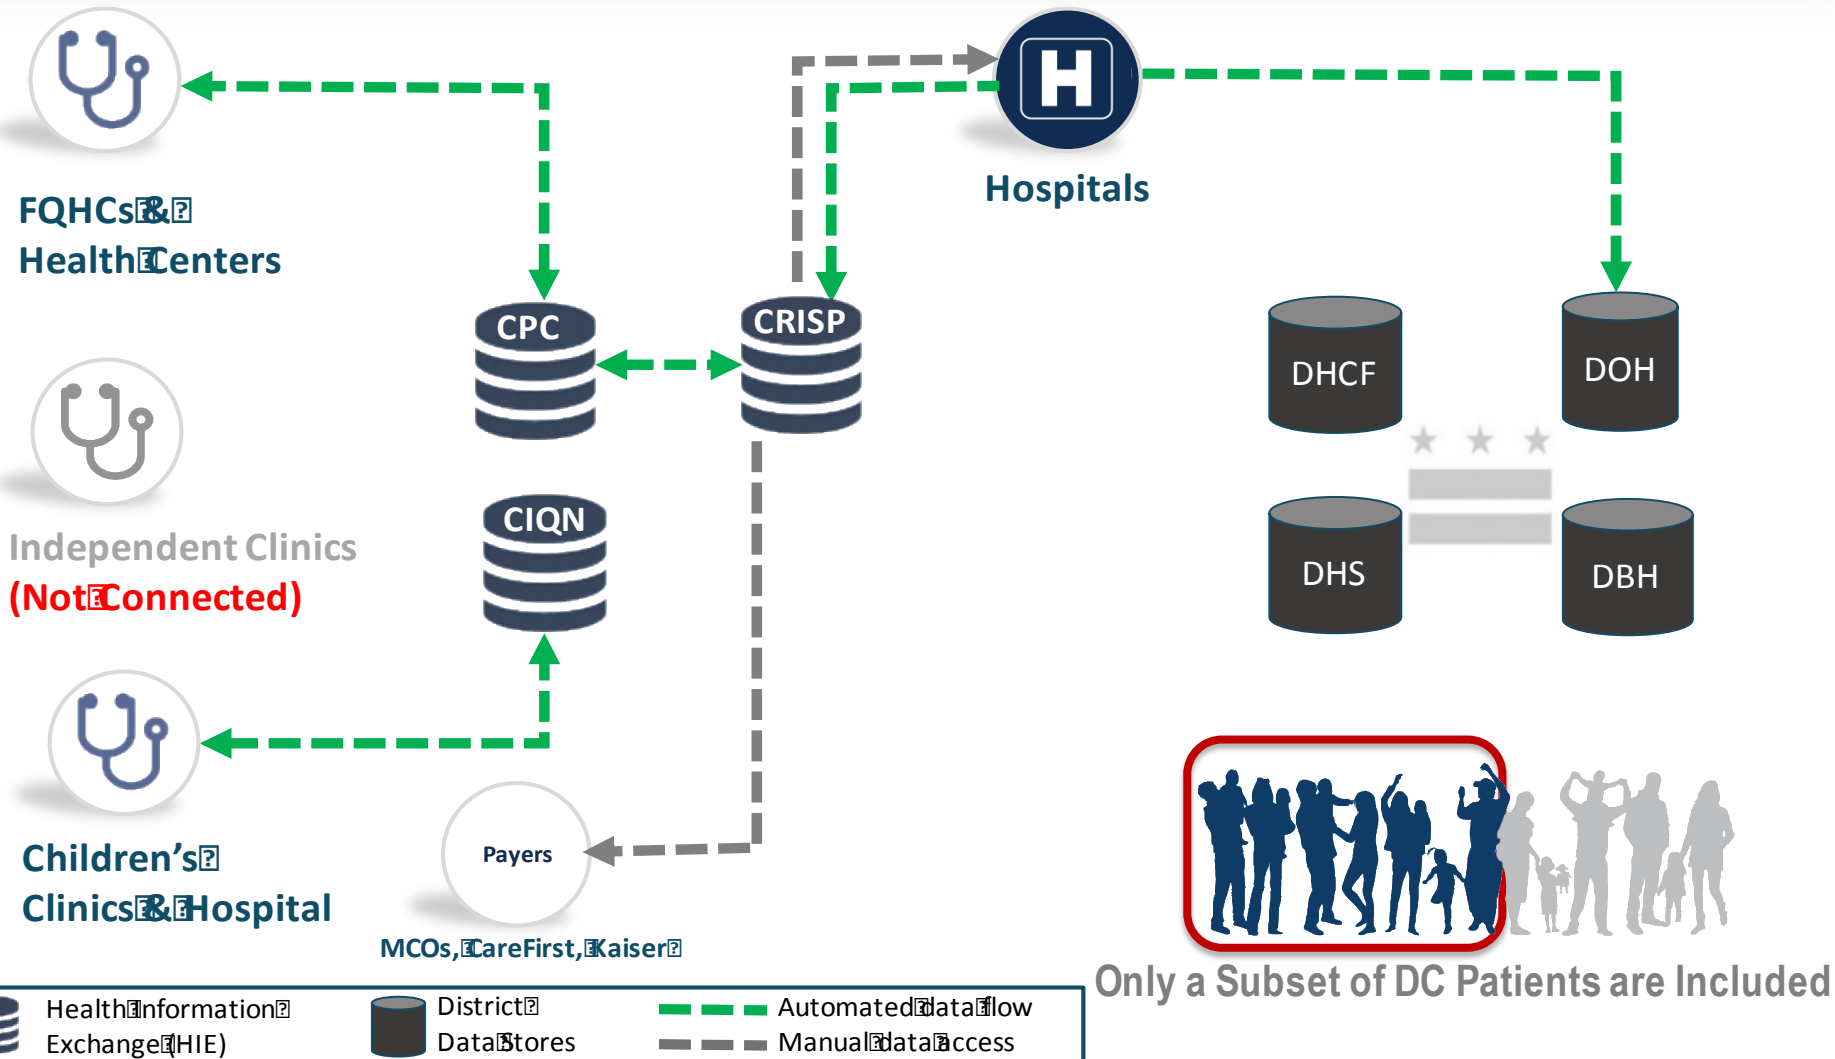 H
Hospitals
FQHCs⍰&⍰
Health⍰Centers
CPC
CRISP
DHCF
DOH
Independent Clinics
(Not⍰Connected)
CIQN
DHS
DBH
Children’s⍰
Clinics⍰&⍰Hospital
Payers
MCOs,⍰CareFirst,⍰Kaiser⍰
Only a Subset of DC Patients are Included
Health⍰Information⍰
Exchange⍰(HIE)
District⍰
Data⍰Stores
Automated⍰data⍰flow
Manual⍰data⍰access